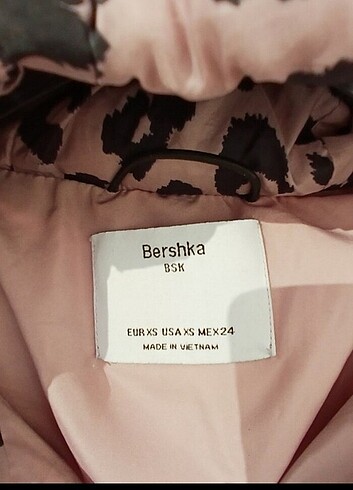 Bershka
BSK
EUR XS USA XS MEX 24
MADE IN VIETNAM